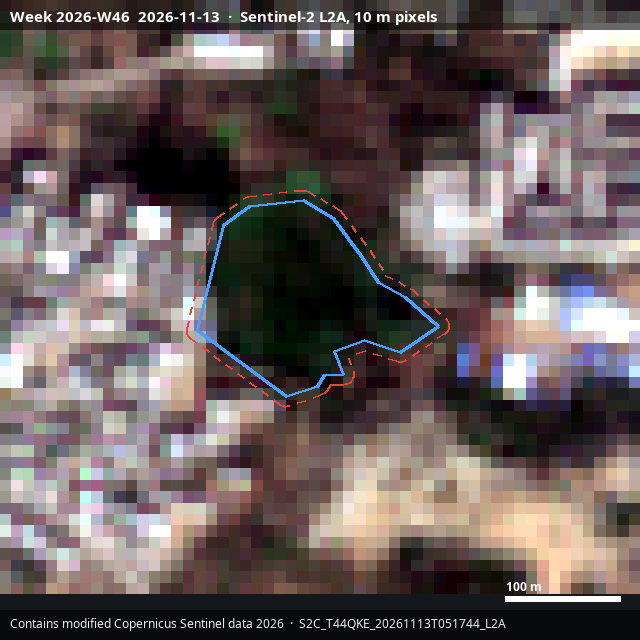 Week 2026-W46  2026-11-13  ·  Sentinel-2 L2A, 10 m pixels
100 m
Contains modified Copernicus Sentinel data 2026  ·  S2C_T44QKE_20261113T051744_L2A